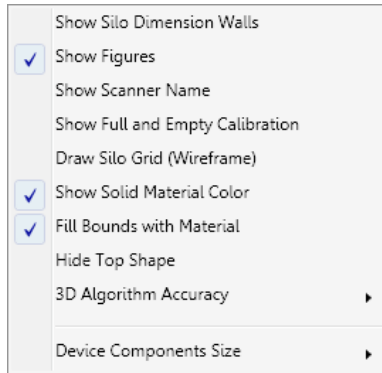 Show Silo Dimension Walls
Show Figures
Show Scanner Name
Show Full and Empty Calibration
Draw Silo Grid (Wireframe)
Show Solid Material Color
Fill Bounds with Material
Hide Top Shape
3D Algorithm Accuracy
Device Components Size